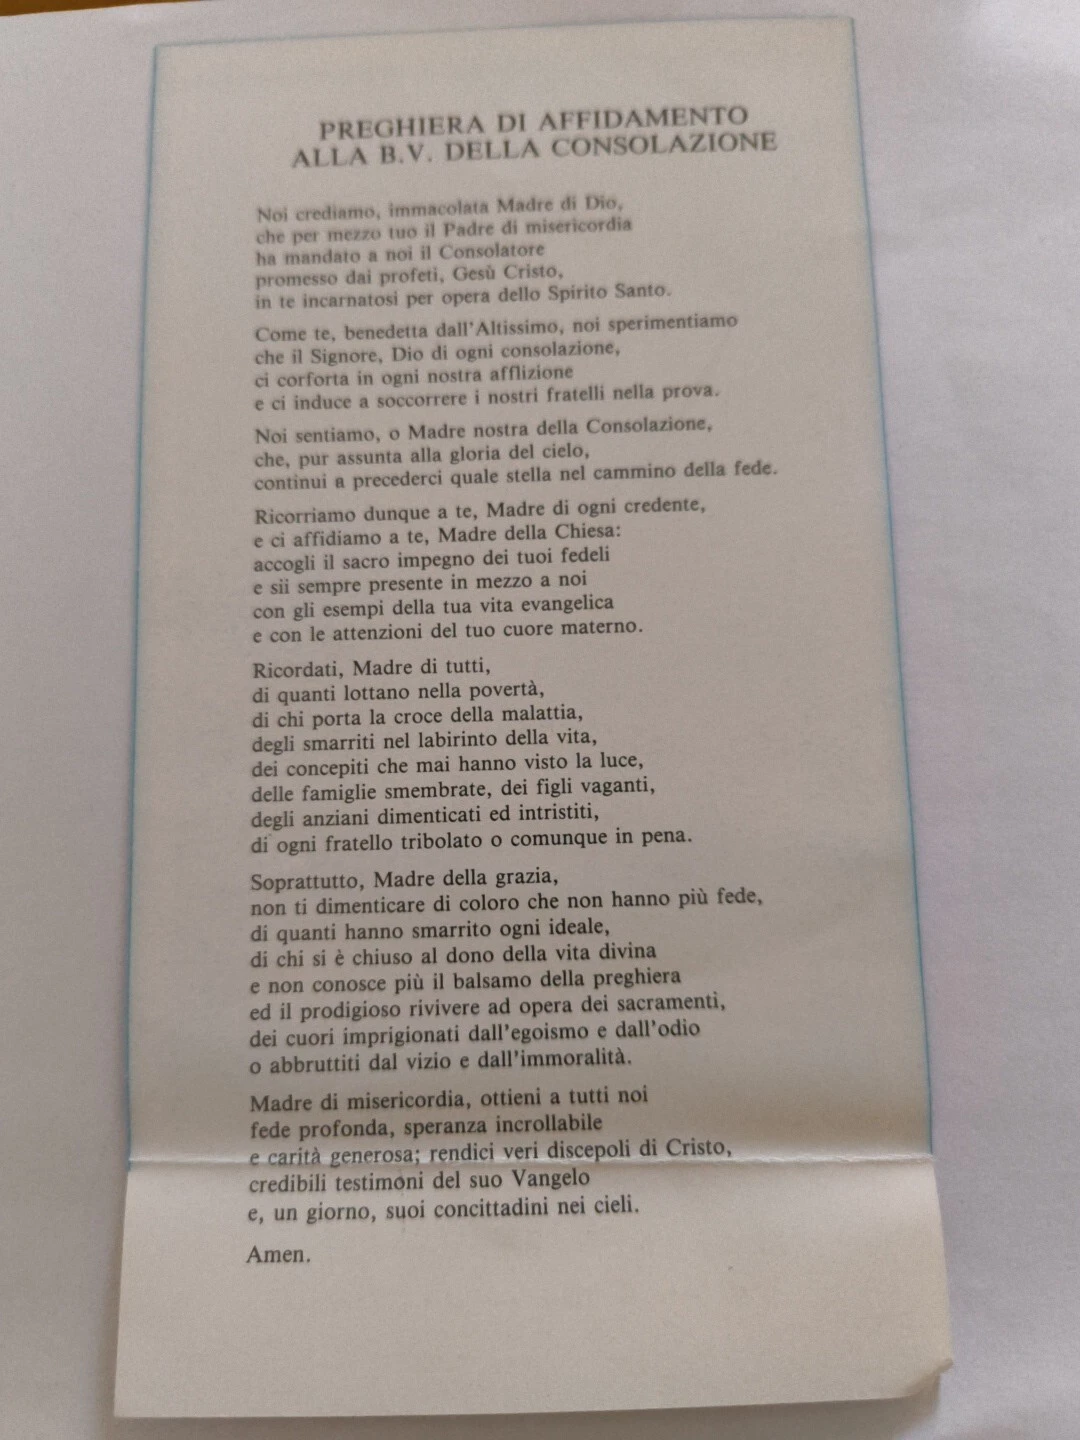 PREGHIERA DI AFFIDAMENTO
ALLA B.V. DELLA CONSOLAZIONE
Noi crediamo, immacolata Madre di Dio,
che per mezzo tuo il Padre di misericordia
ha mandato a noi il Consolatore
promesso dai profeti, Gesù Cristo,
in te incarnatosi per opera dello Spirito Santo.
Come te, benedetta dall'Altissimo, noi sperimentiamo
che il Signore, Dio di ogni consolazione,
ci corforta in ogni nostra afflizione
e ci induce a soccorrere i nostri fratelli nella prova.
Noi sentiamo, o Madre nostra della Consolazione,
che, pur assunta alla gloria del cielo,
continui a precederci quale stella nel cammino della fede.
Ricorriamo dunque a te, Madre di ogni credente,
e ci affidiamo a te, Madre della Chiesa:
accogli il sacro impegno dei tuoi fedeli
e sii sempre presente in mezzo a noi
con gli esempi della tua vita evangelica
e con le attenzioni del tuo cuore materno.
Ricordati, Madre di tutti,
di quanti lottano nella povertà,
di chi porta la croce della malattia,
degli smarriti nel labirinto della vita,
dei concepiti che mai hanno visto la luce,
delle famiglie smembrate, dei figli vaganti,
degli anziani dimenticati ed intristiti,
di ogni fratello tribolato o comunque in pena.
Soprattutto, Madre della grazia,
non ti dimenticare di coloro che non hanno più fede,
di quanti hanno smarrito ogni ideale,
di chi si è chiuso al dono della vita divina
e non conosce più il balsamo della preghiera
ed il prodigioso rivivere ad opera dei sacramenti,
dei cuori imprigionati dall'egoismo e dall'odio
o abbruttiti dal vizio e dall'immoralità.
Madre di misericordia, ottieni a tutti noi
fede profonda, speranza incrollabile
e carità generosa; rendici veri discepoli di Cristo,
credibili testimoni del suo Vangelo
e, un giorno, suoi concittadini nei cieli.
Amen.